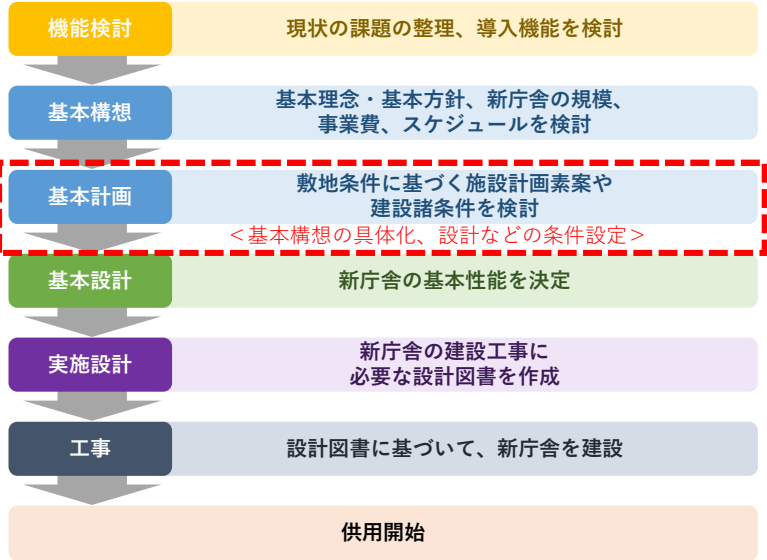 機能検討
現状の課題の整理、導入機能を検討
基本構想
基本理念・基本方針、新庁舎の規模、
事業費、スケジュールを検討
基本計画
敷地条件に基づく施設計画素案や
建設諸条件を検討
＜基本構想の具体化、設計などの条件設定＞
基本設計
新庁舎の基本性能を決定
実施設計
新庁舎の建設工事に
必要な設計図書を作成
工事
設計図書に基づいて、新庁舎を建設
供用開始